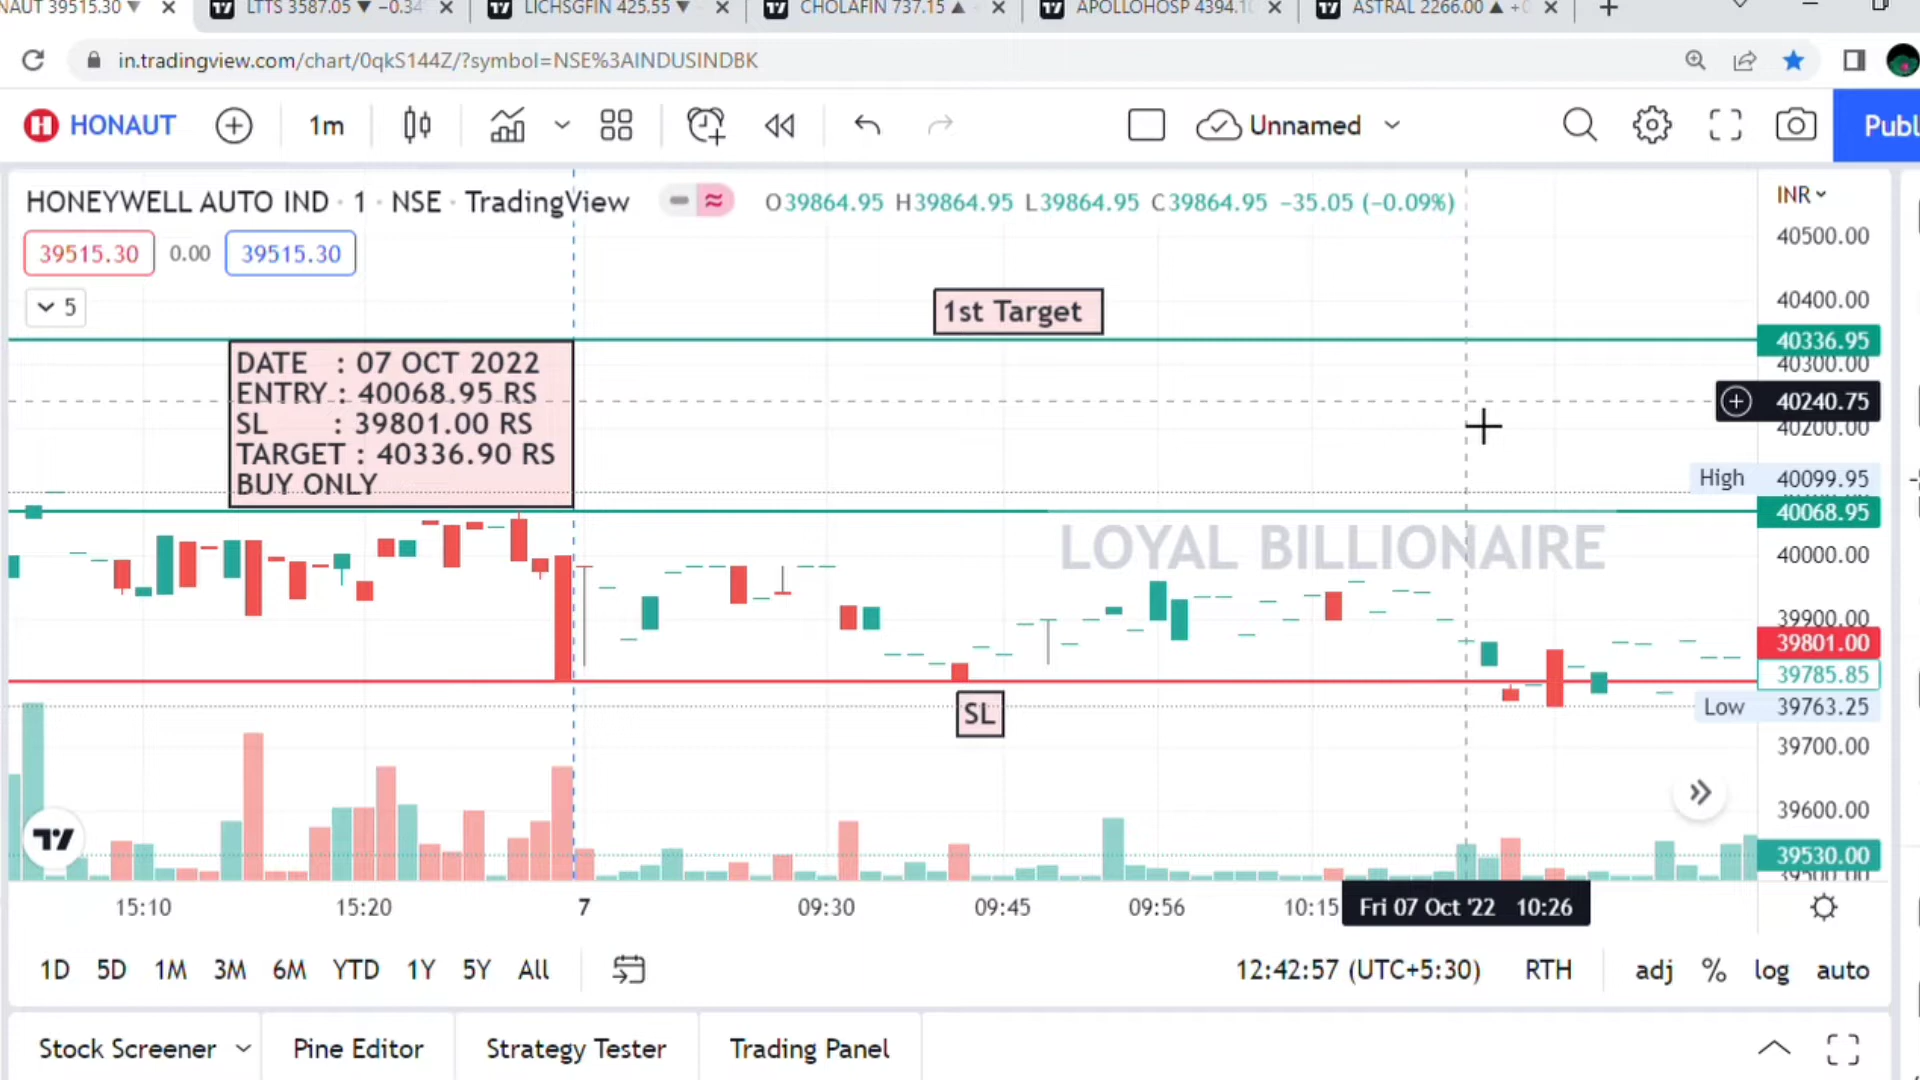 NAUT 39515.30 ▼
LTTS 3587.05 ▼ −0.34
LICHSGFIN 425.55 ▼
CHOLAFIN 737.15 ▲
APOLLOHOSP 4394.10
ASTRAL 2266.00 ▲ +0
in.tradingview.com/chart/0qkS144Z/?symbol=NSE%3AINDUSINDBK
H HONAUT
1m
Unnamed
Publ
HONEYWELL AUTO IND · 1 · NSE · TradingView
O39864.95 H39864.95 L39864.95 C39864.95 −35.05 (−0.09%)
INR
39515.30
0.00
39515.30
5
1st Target
DATE : 07 OCT 2022
ENTRY : 40068.95 RS
SL : 39801.00 RS
TARGET : 40336.90 RS
BUY ONLY
LOYAL BILLIONAIRE
SL
40500.00
40400.00
40336.95
40300.00
40240.75
40200.00
High 40099.95
40068.95
40000.00
39900.00
39801.00
39785.85
Low 39763.25
39700.00
39600.00
39530.00
39500.00
15:10
15:20
7
09:30
09:45
09:56
10:15
Fri 07 Oct '22 10:26
1D 5D 1M 3M 6M YTD 1Y 5Y All
12:42:57 (UTC+5:30)
RTH
adj % log auto
Stock Screener
Pine Editor
Strategy Tester
Trading Panel